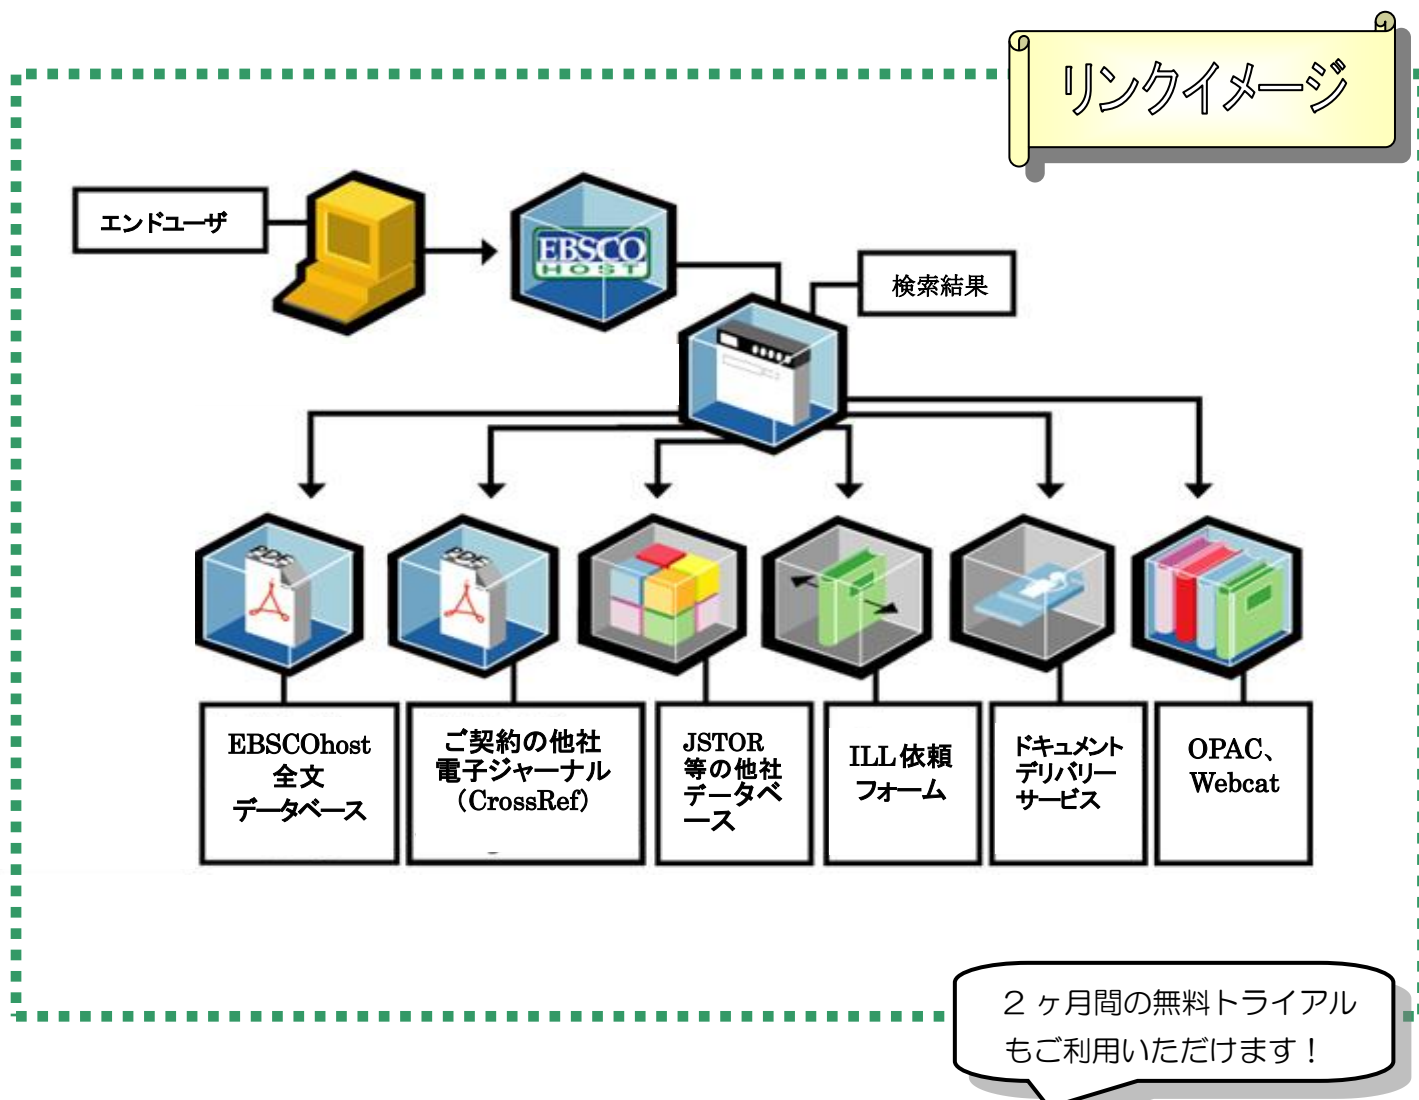 リンクイメージ
エンドユーザ
EBSCO
HOST
検索結果
PDF
PDF
EBSCOhost
全文
データベース
ご契約の他社
電子ジャーナル
（CrossRef）
JSTOR
等の他社
データベ
ース
ILL依頼
フォーム
ドキュメント
デリバリー
サービス
OPAC、
Webcat
２ヶ月間の無料トライアル
もご利用いただけます！